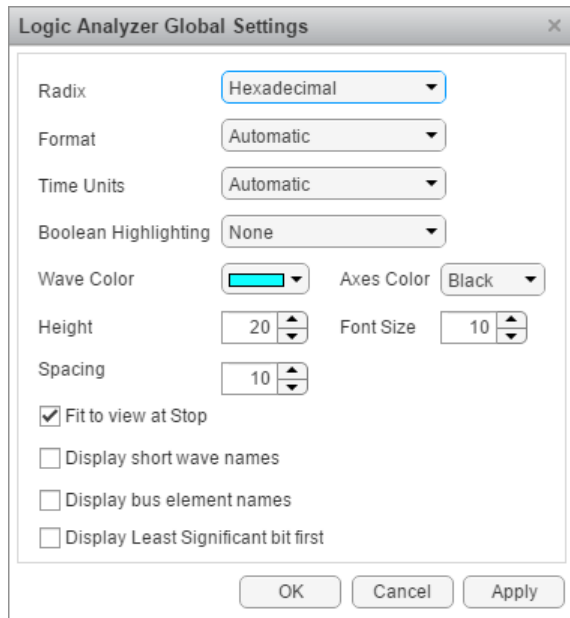 Logic Analyzer Global Settings
Radix Hexadecimal
Format Automatic
Time Units Automatic
Boolean Highlighting None
Wave Color Axes Color Black
Height 20 Font Size 10
Spacing 10
Fit to view at Stop
Display short wave names
Display bus element names
Display Least Significant bit first
OK Cancel Apply